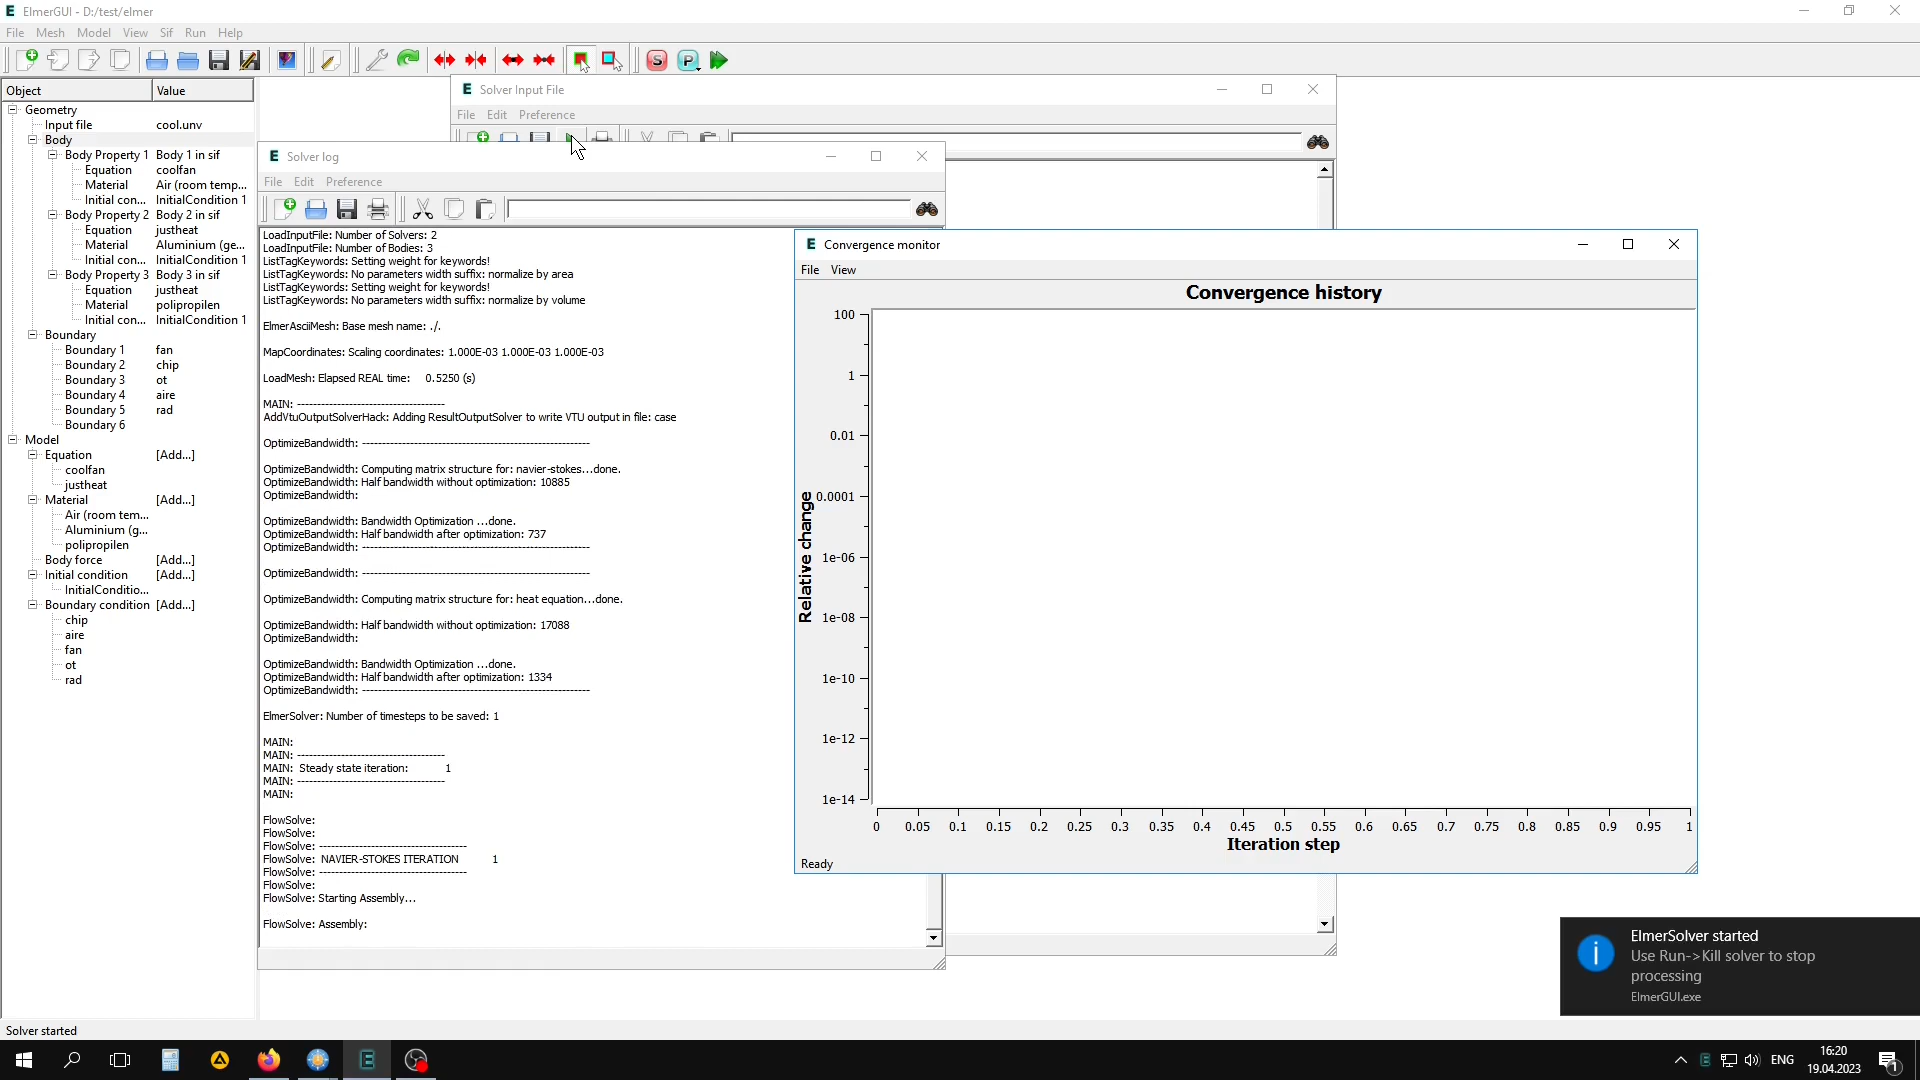 ElmerGUI - D:/test/elmer
File Mesh Model View Sif Run Help
S P
Object Value
Geometry
Input file cool.unv
Body
Body Property 1 Body 1 in sif
Equation coolfan
Material Air (room temp...
Initial con... InitialCondition 1
Body Property 2 Body 2 in sif
Equation justheat
Material Aluminium (ge...
Initial con... InitialCondition 1
Body Property 3 Body 3 in sif
Equation justheat
Material polipropilen
Initial con... InitialCondition 1
Boundary
Boundary 1 fan
Boundary 2 chip
Boundary 3 ot
Boundary 4 aire
Boundary 5 rad
Boundary 6
Model
Equation [Add...]
coolfan
justheat
Material [Add...]
Air (room tem...
Aluminium (g...
polipropilen
Body force [Add...]
Initial condition [Add...]
InitialConditio...
Boundary condition [Add...]
chip
aire
fan
ot
rad
Solver Input File
File Edit Preference
Solver log
File Edit Preference
LoadInputFile: Number of Solvers: 2
LoadInputFile: Number of Bodies: 3
ListTagKeywords: Setting weight for keywords!
ListTagKeywords: No parameters width suffix: normalize by area
ListTagKeywords: Setting weight for keywords!
ListTagKeywords: No parameters width suffix: normalize by volume
ElmerAsciiMesh: Base mesh name: ./.
MapCoordinates: Scaling coordinates: 1.000E-03 1.000E-03 1.000E-03
LoadMesh: Elapsed REAL time: 0.5250 (s)
MAIN: -------------------------------------
AddVtuOutputSolverHack: Adding ResultOutputSolver to write VTU output in file: case
OptimizeBandwidth: ---------------------------------------------------------
OptimizeBandwidth: Computing matrix structure for: navier-stokes...done.
OptimizeBandwidth: Half bandwidth without optimization: 10885
OptimizeBandwidth:
OptimizeBandwidth: Bandwidth Optimization ...done.
OptimizeBandwidth: Half bandwidth after optimization: 737
OptimizeBandwidth: ---------------------------------------------------------
OptimizeBandwidth: ---------------------------------------------------------
OptimizeBandwidth: Computing matrix structure for: heat equation...done.
OptimizeBandwidth: Half bandwidth without optimization: 17088
OptimizeBandwidth:
OptimizeBandwidth: Bandwidth Optimization ...done.
OptimizeBandwidth: Half bandwidth after optimization: 1334
OptimizeBandwidth: ---------------------------------------------------------
ElmerSolver: Number of timesteps to be saved: 1
MAIN:
MAIN: -------------------------------------
MAIN: Steady state iteration: 1
MAIN: -------------------------------------
MAIN:
FlowSolve:
FlowSolve:
FlowSolve: -------------------------------------
FlowSolve: NAVIER-STOKES ITERATION 1
FlowSolve: -------------------------------------
FlowSolve:
FlowSolve: Starting Assembly...
FlowSolve: Assembly:
Convergence monitor
File View
Convergence history
Relative change
100
1
0.01
0.0001
1e-06
1e-08
1e-10
1e-12
1e-14
0 0.05 0.1 0.15 0.2 0.25 0.3 0.35 0.4 0.45 0.5 0.55 0.6 0.65 0.7 0.75 0.8 0.85 0.9 0.95 1
Iteration step
Ready
ElmerSolver started
Use Run->Kill solver to stop
processing
ElmerGUI.exe
Solver started
ENG
16:20
19.04.2023
1